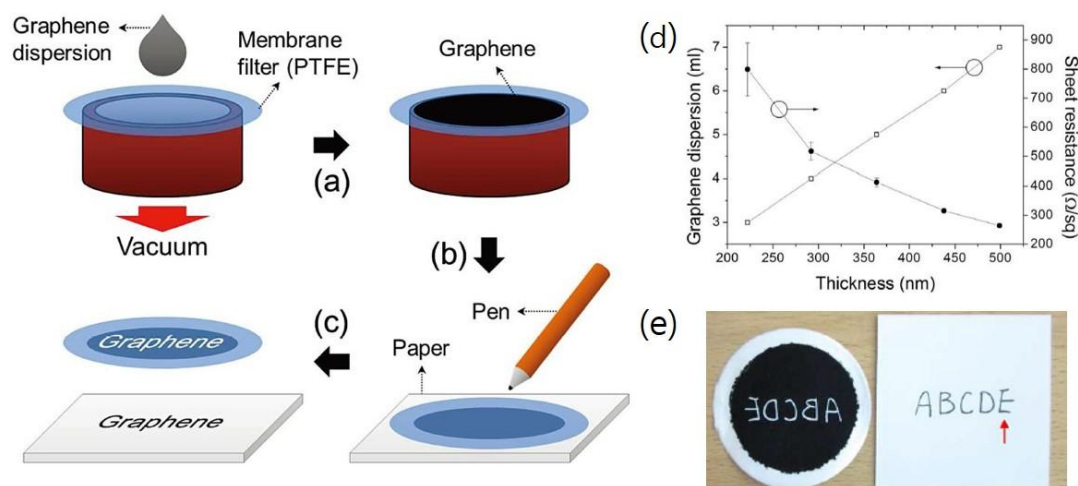 Graphene
dispersion
Membrane
filter (PTFE)
Vacuum
(a)
Graphene
(b)
Pen
Paper
(c)
Graphene
Graphene
(d)
Graphene dispersion (ml)
7
6
5
4
3
900
800
700
600
500
400
300
200
Sheet resistance (Ω/sq)
200 250 300 350 400 450 500
Thickness (nm)
(e)
ABCDE
ABCDE